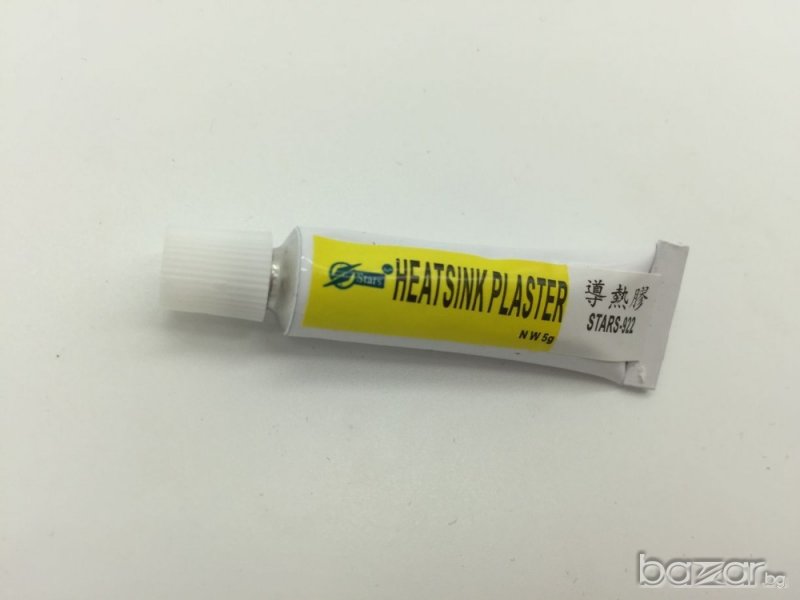 Stars
HEATSINK PLASTER
N W 5g
導熱膠
STARS-922
bazar.bg